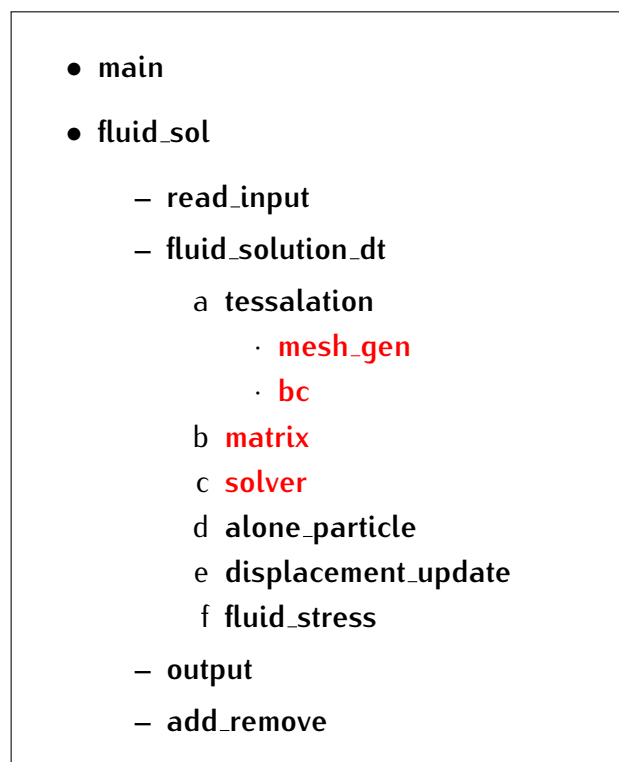 • main
• fluid_sol
– read_input
– fluid_solution_dt
a tessalation
· mesh_gen
· bc
b matrix
c solver
d alone_particle
e displacement_update
f fluid_stress
– output
– add_remove